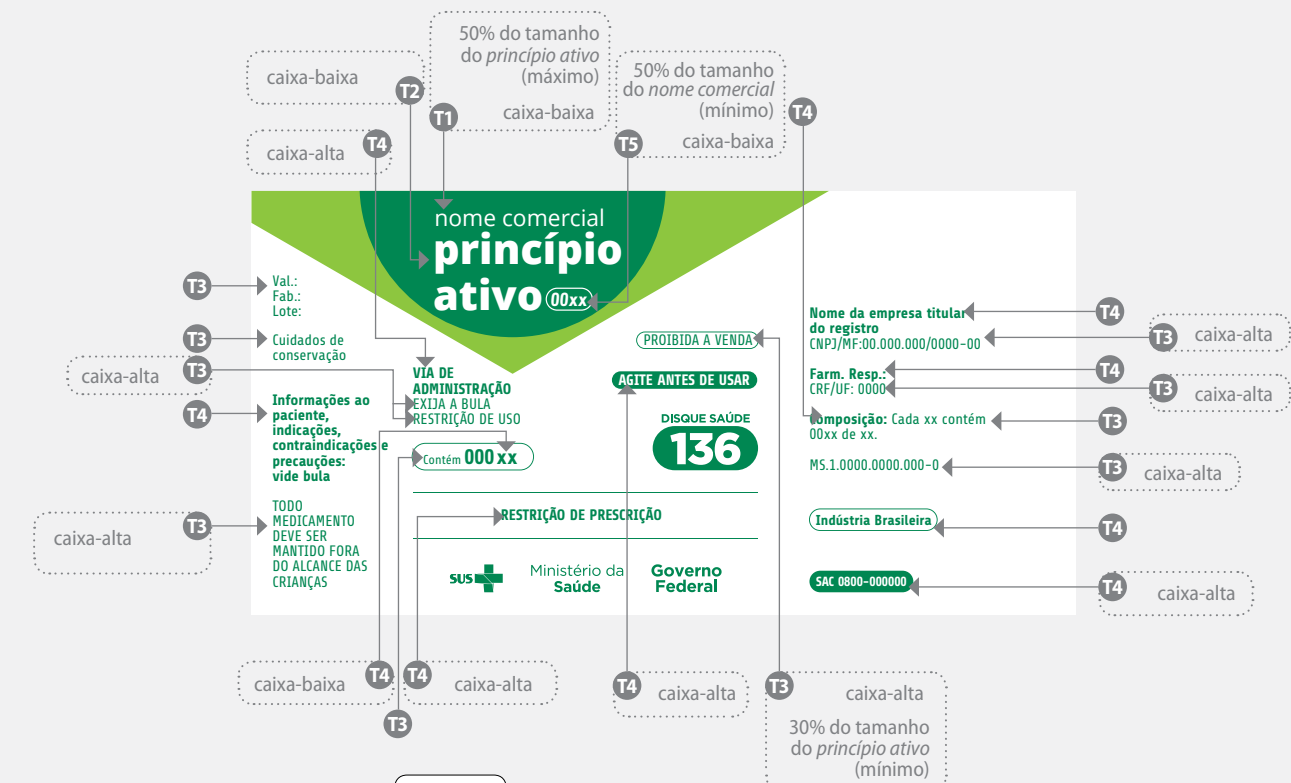 50% do tamanho
do princípio ativo
(máximo)
caixa-baixa
T1
caixa-baixa
T2
50% do tamanho
do nome comercial
(mínimo)
caixa-baixa
T5
T4
caixa-alta
T4
nome comercial
princípio
ativo 00xx
T3
Val.:
Fab.:
Lote:
T3
Cuidados de
conservação
caixa-alta
T3
T4
Informações ao
paciente,
indicações,
contraindicações e
precauções:
vide bula
caixa-alta
T3
TODO
MEDICAMENTO
DEVE SER
MANTIDO FORA
DO ALCANCE DAS
CRIANÇAS
VIA DE
ADMINISTRAÇÃO
EXIJA A BULA
RESTRIÇÃO DE USO
Contém 000 xx
PROIBIDA A VENDA
AGITE ANTES DE USAR
DISQUE SAÚDE
136
RESTRIÇÃO DE PRESCRIÇÃO
SUS
Ministério da
Saúde
Governo
Federal
Nome da empresa titular
do registro
CNPJ/MF:00.000.000/0000-00
T4
T3
caixa-alta
Farm. Resp.:
CRF/UF: 0000
T4
T3
caixa-alta
Composição: Cada xx contém
00xx de xx.
T3
MS.1.0000.0000.000-0
T3
caixa-alta
Indústria Brasileira
T4
SAC 0800-000000
T4
caixa-alta
caixa-baixa
T4
T4
caixa-alta
T3
T4
caixa-alta
T3
caixa-alta
30% do tamanho
do princípio ativo
(mínimo)